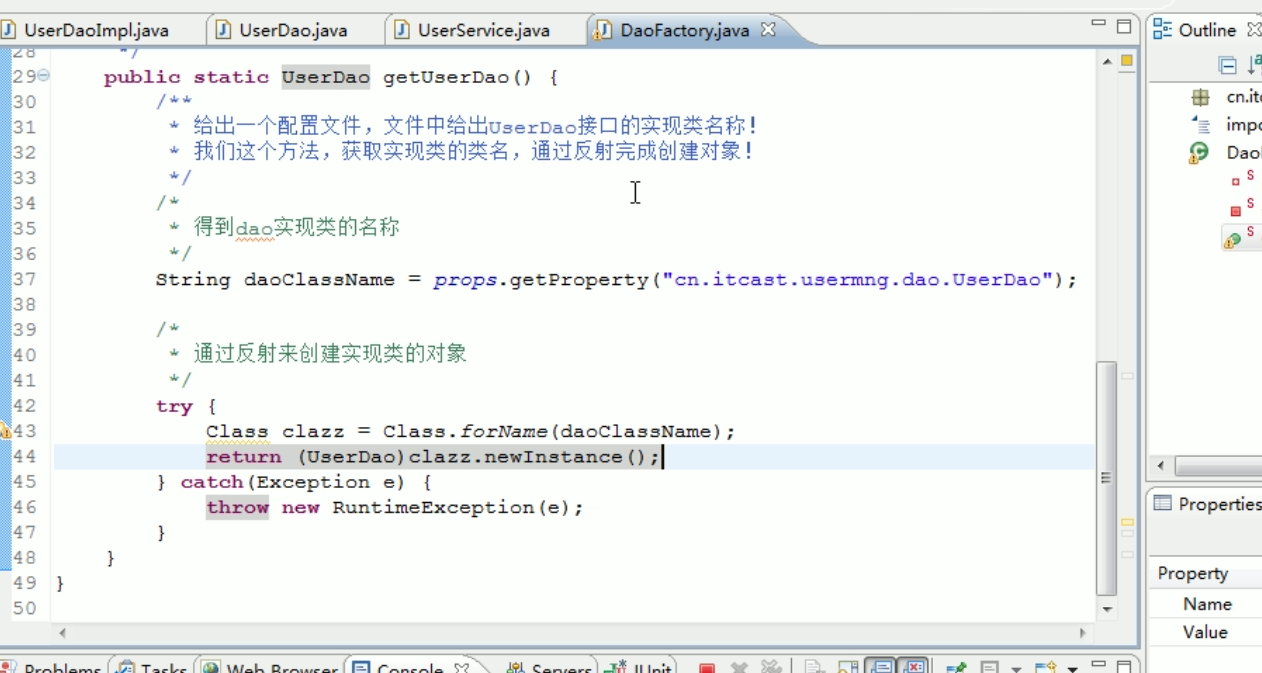 UserDaoImpl.java UserDao.java UserService.java DaoFactory.java Outline
28 */
29 public static UserDao getUserDao() {
30 /**
31 * 给出一个配置文件，文件中给出UserDao接口的实现类名称！
32 * 我们这个方法，获取实现类的类名，通过反射完成创建对象！
33 */
34 /*
35 * 得到dao实现类的名称
36 */
37 String daoClassName = props.getProperty("cn.itcast.usermng.dao.UserDao");
38
39 /*
40 * 通过反射来创建实现类的对象
41 */
42 try {
43 Class clazz = Class.forName(daoClassName);
44 return (UserDao)clazz.newInstance();
45 } catch(Exception e) {
46 throw new RuntimeException(e);
47 }
48 }
49 }
50
cn.itc
impo
Dao
S
S
S
Properties
Property
Name
Value
Problems Tasks Web Browser Console Servers JUnit